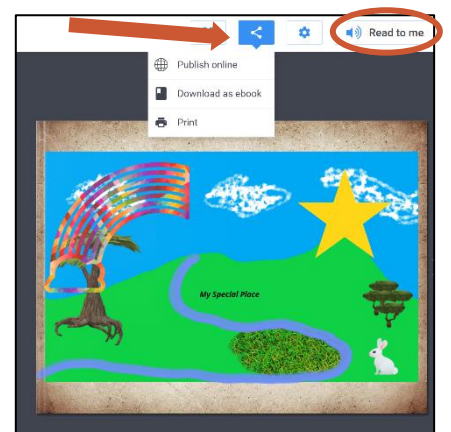 Read to me
Publish online
Download as ebook
Print
My Special Place